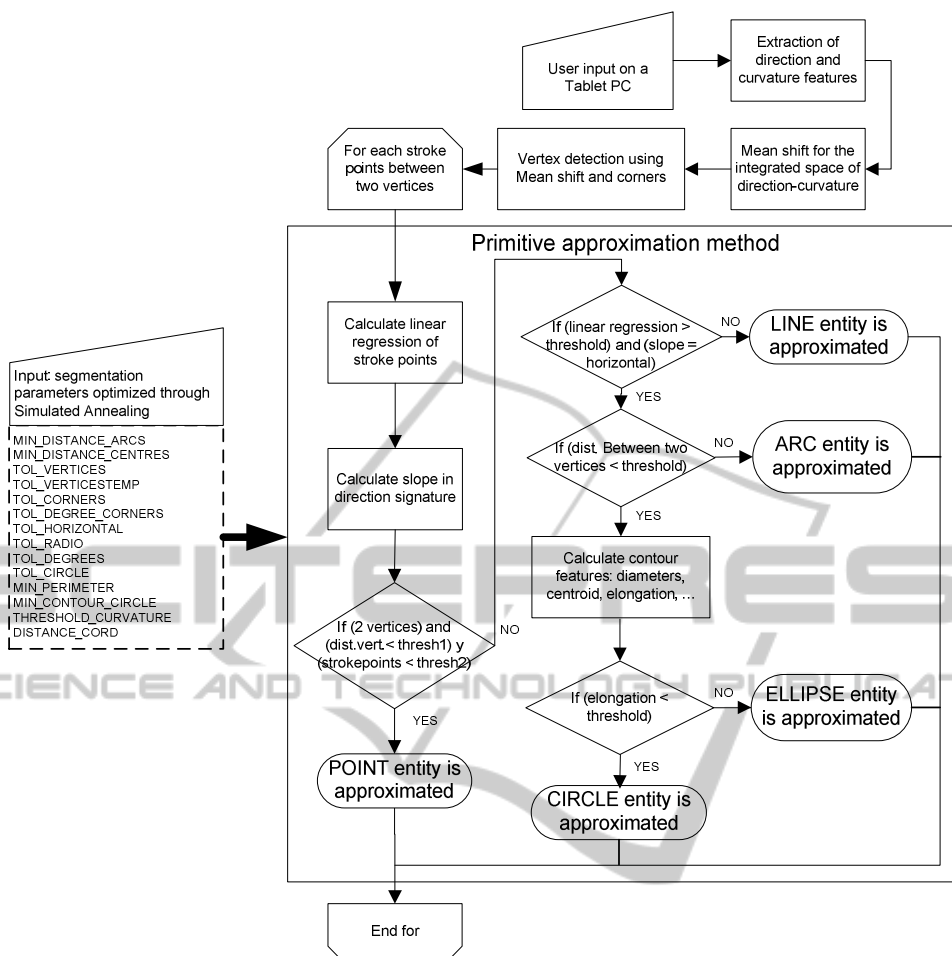 User input on a
Tablet PC
Extraction of
direction and
curvature features
For each stroke
points between
two vertices
Vertex detection using
Mean shift and corners
Mean shift for the
integrated space of
direction-curvature
Primitive approximation method
Calculate linear
regression of
stroke points
If (linear regression >
threshold) and (slope =
horizontal)
NO
LINE entity is
approximated
YES
Input: segmentation
parameters optimized through
Simulated Annealing
MIN_DISTANCE_ARCS
MIN_DISTANCE_CENTRES
TOL_VERTICES
TOL_VERTICESTEMP
TOL_CORNERS
TOL_DEGREE_CORNERS
TOL_HORIZONTAL
TOL_RADIO
TOL_DEGREES
TOL_CIRCLE
MIN_PERIMETER
MIN_CONTOUR_CIRCLE
THRESHOLD_CURVATURE
DISTANCE_CORD
Calculate slope in
direction signature
If (dist. Between two
vertices < threshold)
NO
ARC entity is
approximated
YES
Calculate contour
features: diameters,
centroid, elongation, …
If (2 vertices) and
(dist.vert.< thresh1) y
(strokepoints < thresh2)
NO
YES
If (elongation <
threshold)
NO
ELLIPSE entity
is approximated
YES
POINT entity is
approximated
CIRCLE entity is
approximated
End for
CITEPRES
CIENCE AND TECHNOLOGY PUBLICAT